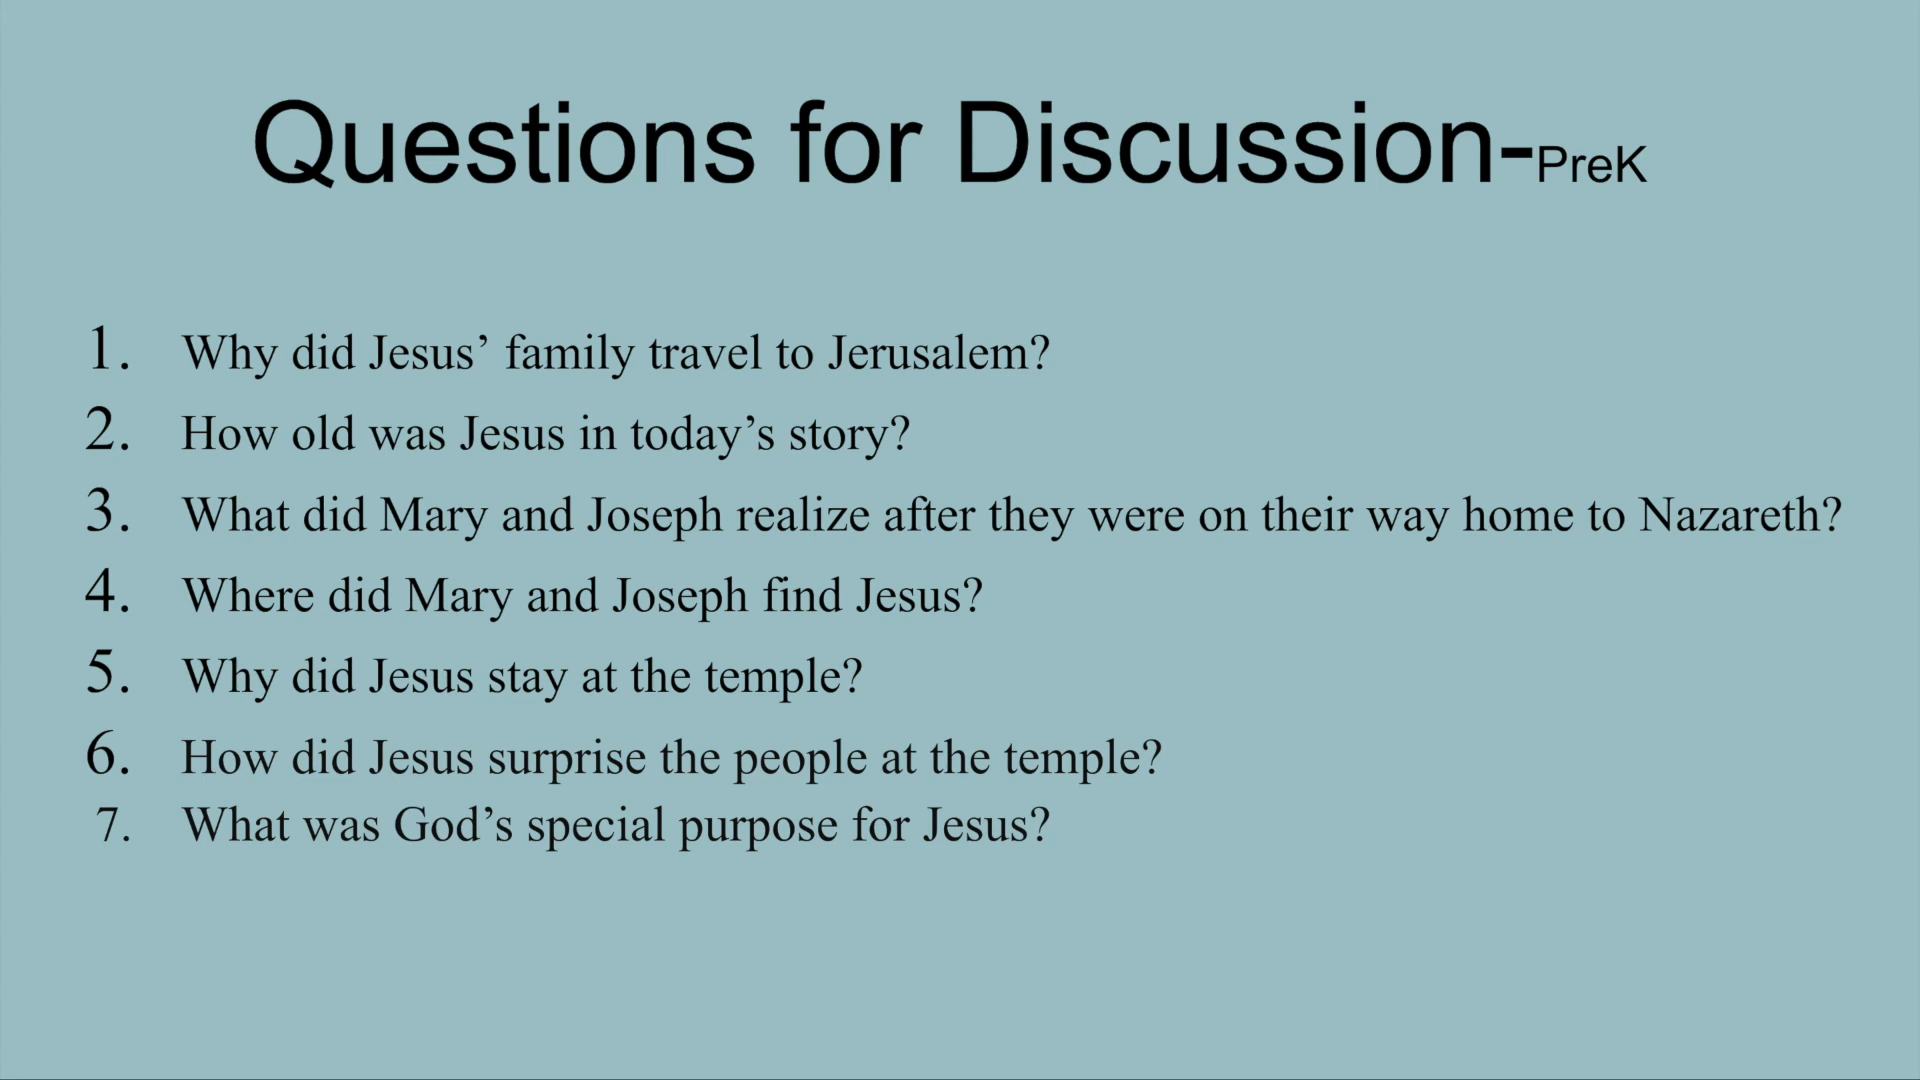 Questions for Discussion-PreK
1. Why did Jesus’ family travel to Jerusalem?
2. How old was Jesus in today’s story?
3. What did Mary and Joseph realize after they were on their way home to Nazareth?
4. Where did Mary and Joseph find Jesus?
5. Why did Jesus stay at the temple?
6. How did Jesus surprise the people at the temple?
7. What was God’s special purpose for Jesus?